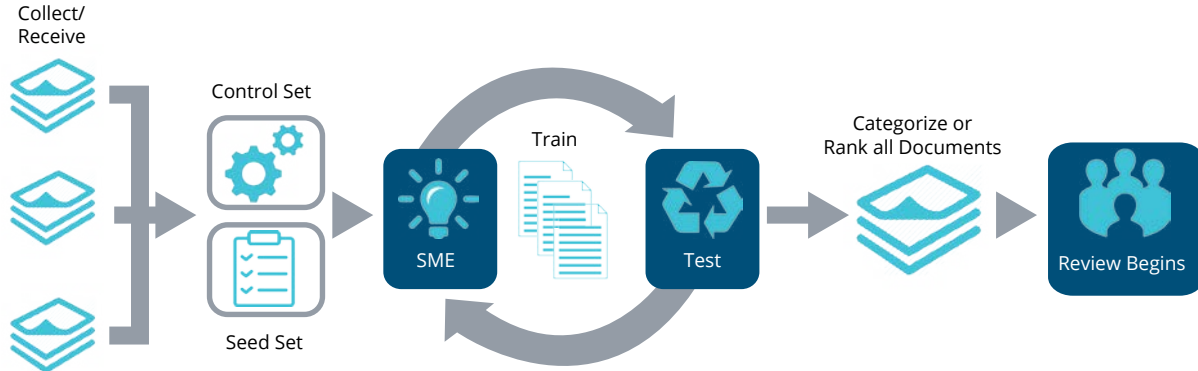 Collect/
Receive
Control Set
Seed Set
SME
Train
Test
Categorize or
Rank all Documents
Review Begins